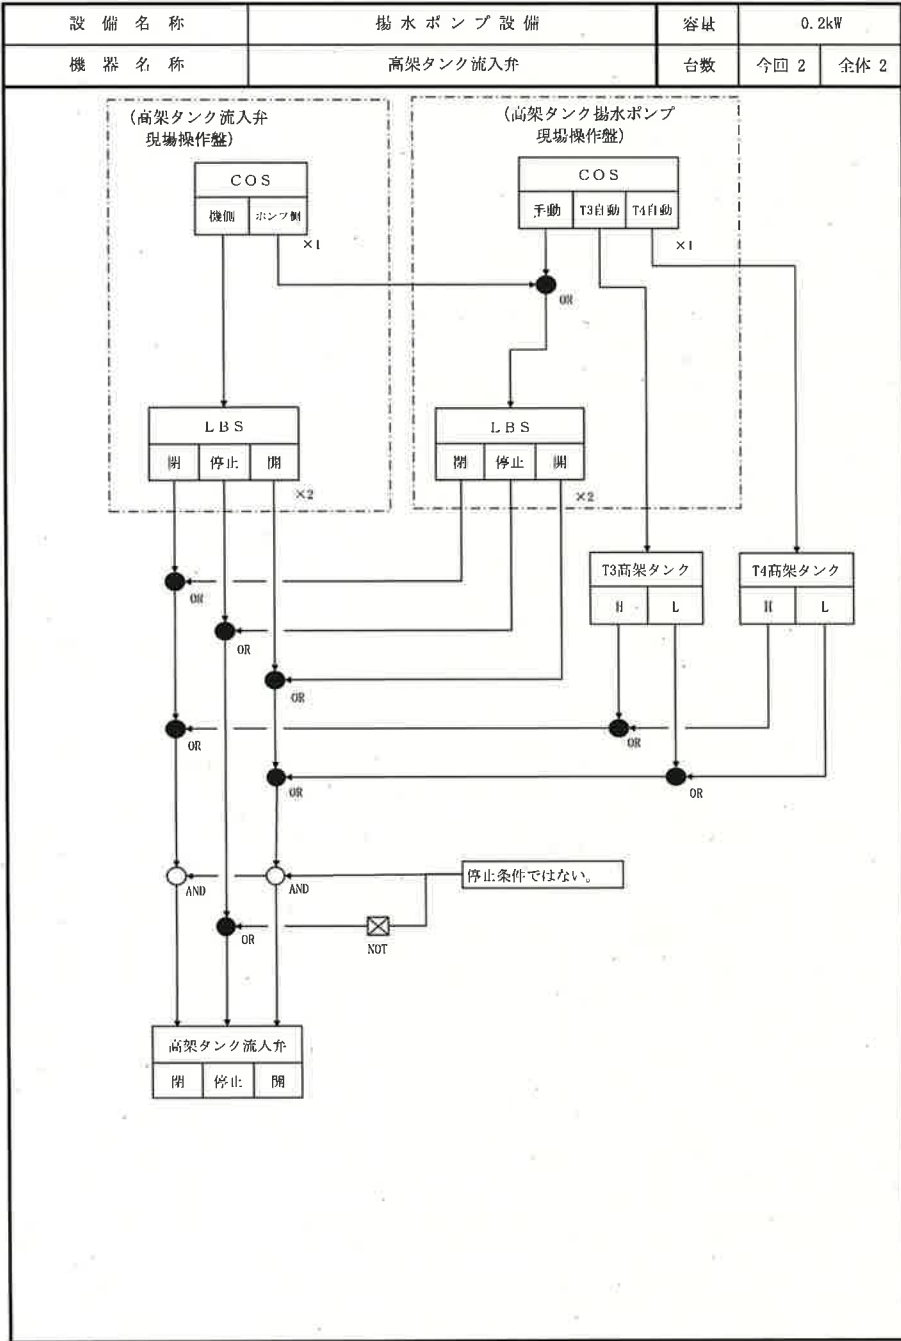 設備名称 揚水ポンプ設備 容量 0.2kW
機器名称 高架タンク流入弁 台数 今回 2 全体 2
(高架タンク流入弁
現場操作盤)
(高架タンク揚水ポンプ
現場操作盤)
COS
機側 ポンプ側
×1
COS
手動 T3自動 T4自動
×1
OR
LBS
閉 停止 開
×2
LBS
閉 停止 開
×2
T3高架タンク
H L
T4高架タンク
H L
OR
OR
OR
OR
OR
OR
OR
停止条件ではない。
AND
AND
OR
NOT
高架タンク流入弁
閉 停止 開